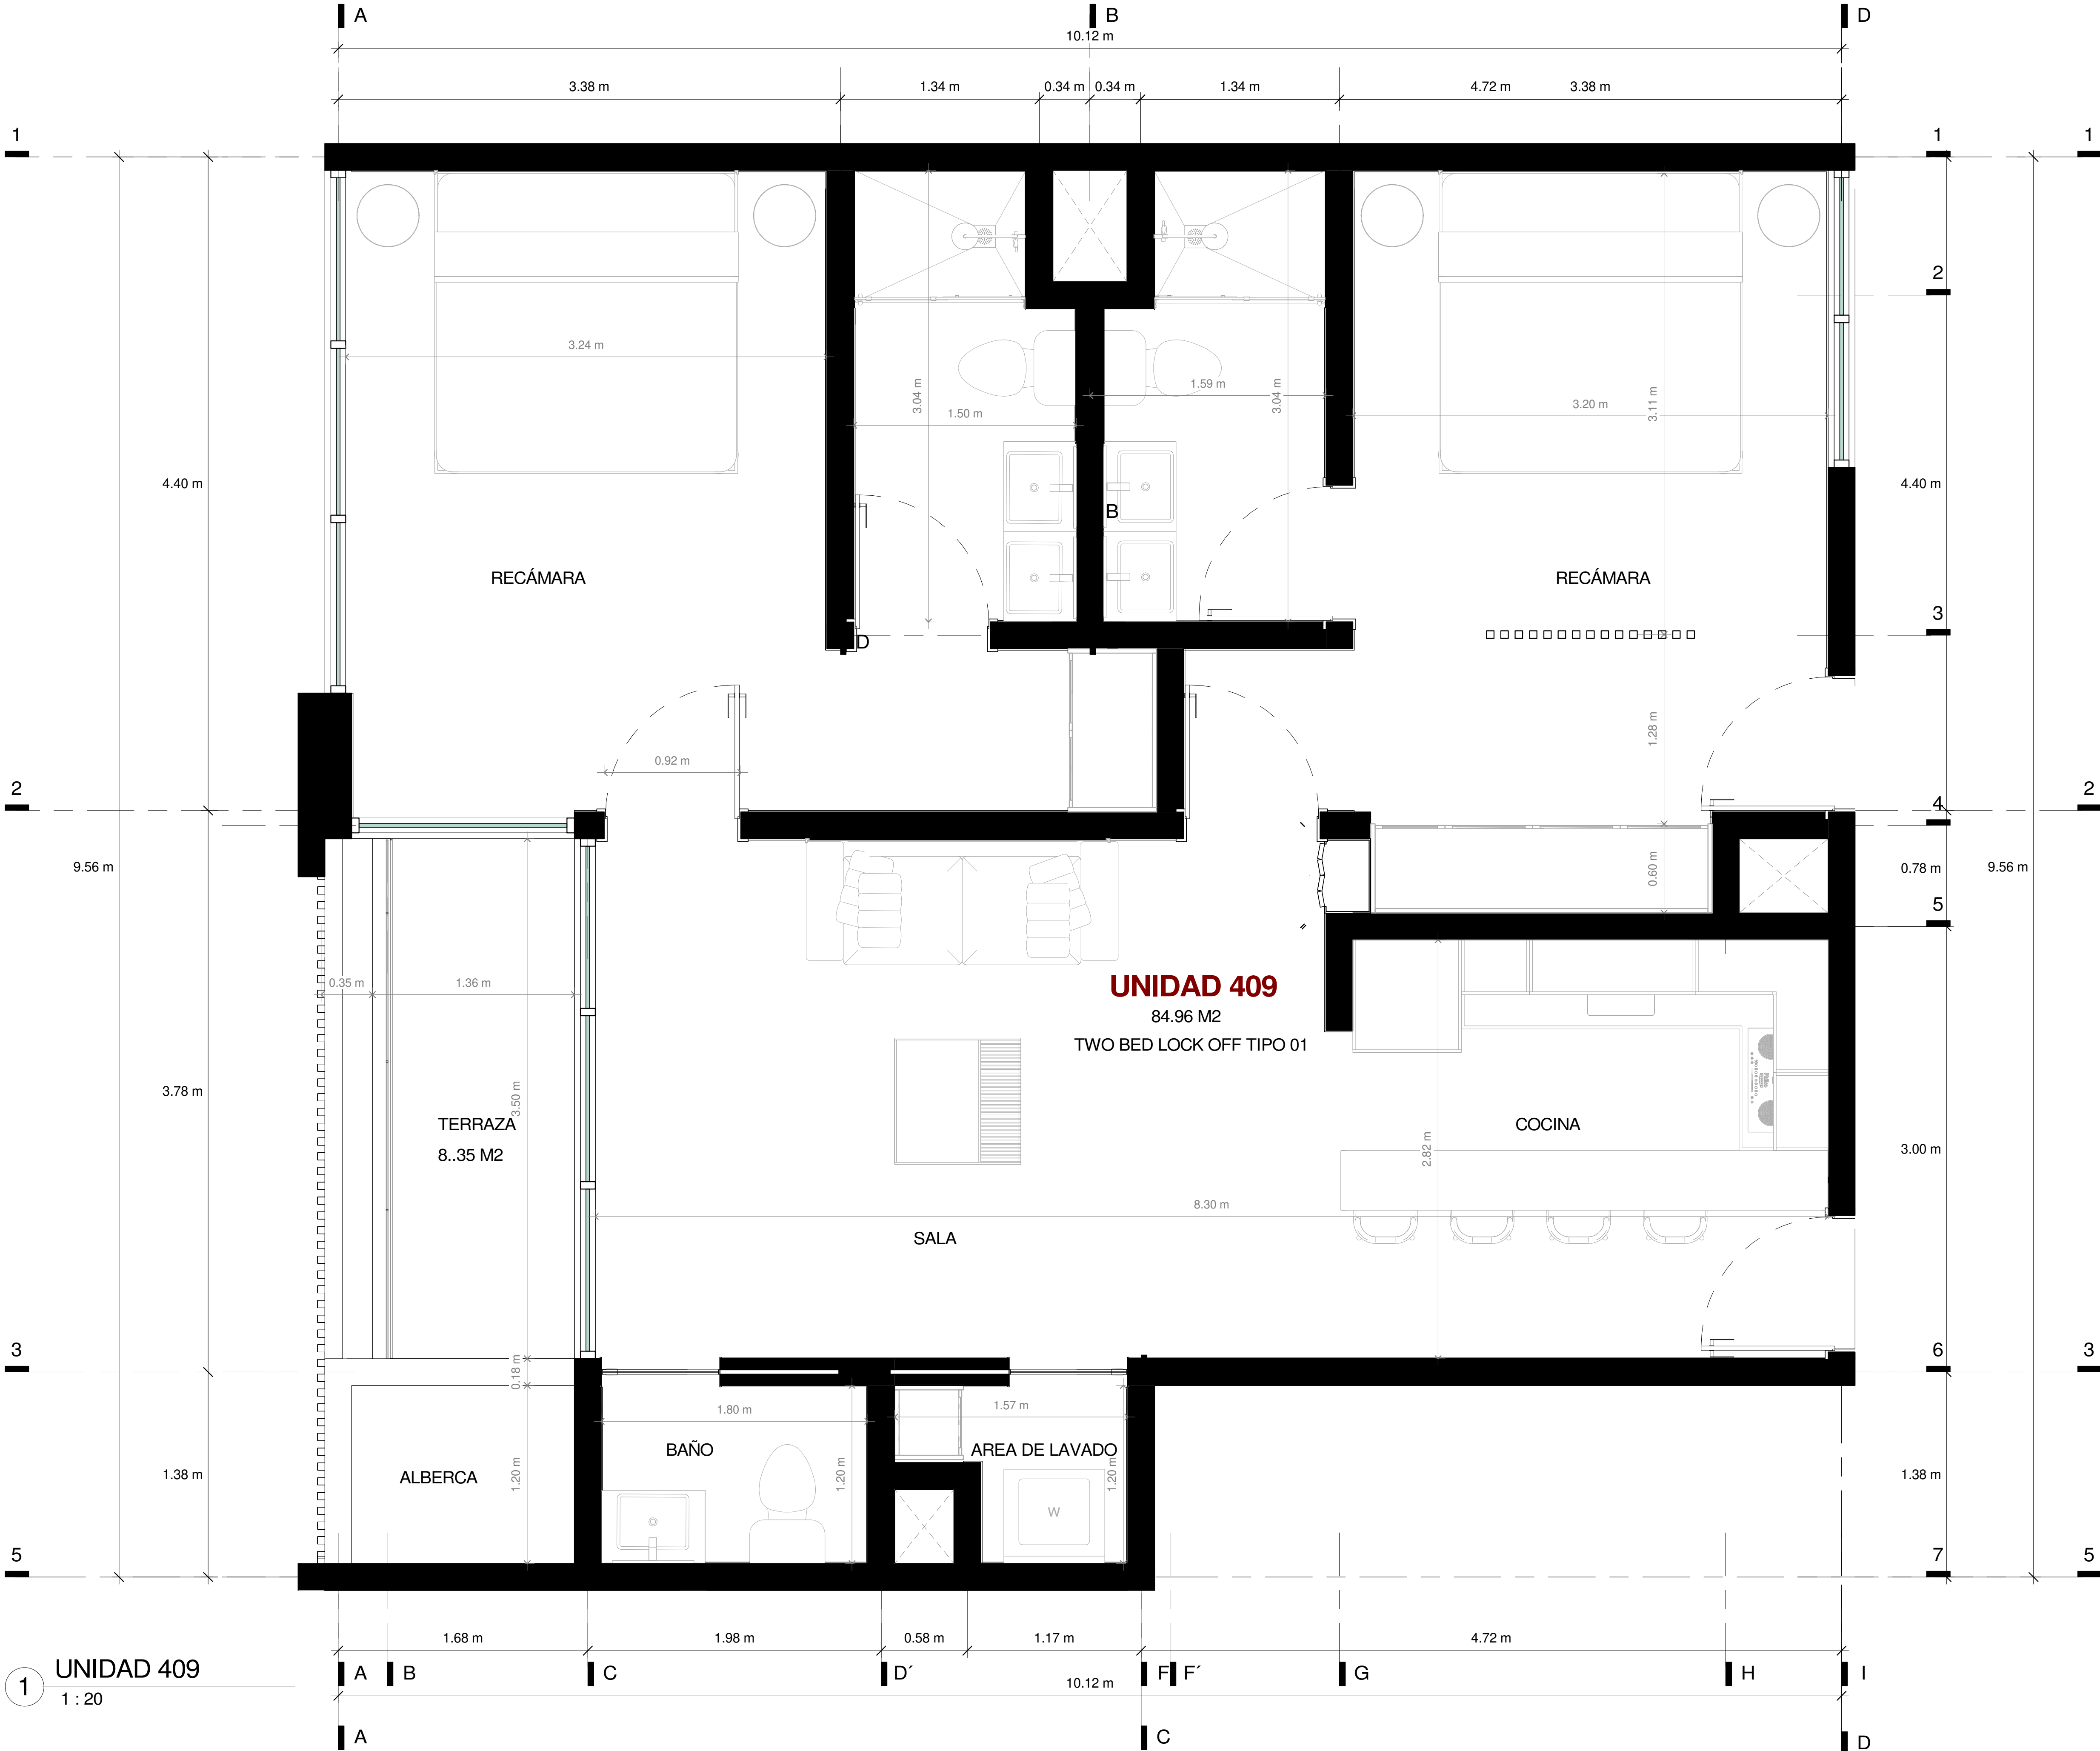 A B D
10.12 m
3.38 m 1.34 m 0.34 m 0.34 m 1.34 m 4.72 m 3.38 m
1 1 1
2
3.24 m
3.04 m 1.59 m 3.04 m
1.50 m
3.20 m 3.11 m
4.40 m 4.40 m
B
RECÁMARA RECÁMARA
3
D
1.28 m
0.92 m
2 4 2
9.56 m 0.60 m 0.78 m 9.56 m
5
0.35 m 1.36 m
UNIDAD 409
84.96 M2
TWO BED LOCK OFF TIPO 01
3.78 m 3.50 m
TERRAZA COCINA
8..35 M2
2.82 m 3.00 m
8.30 m
SALA
3 6 3
0.18 m
1.80 m 1.57 m
BAÑO AREA DE LAVADO
ALBERCA
1.38 m 1.20 m 1.20 m 1.20 m 1.38 m
W
5 7 5
1.68 m 1.98 m 0.58 m 1.17 m 4.72 m
A B C D´ F F´ G H I
10.12 m
1 UNIDAD 409
1 : 20
A C D